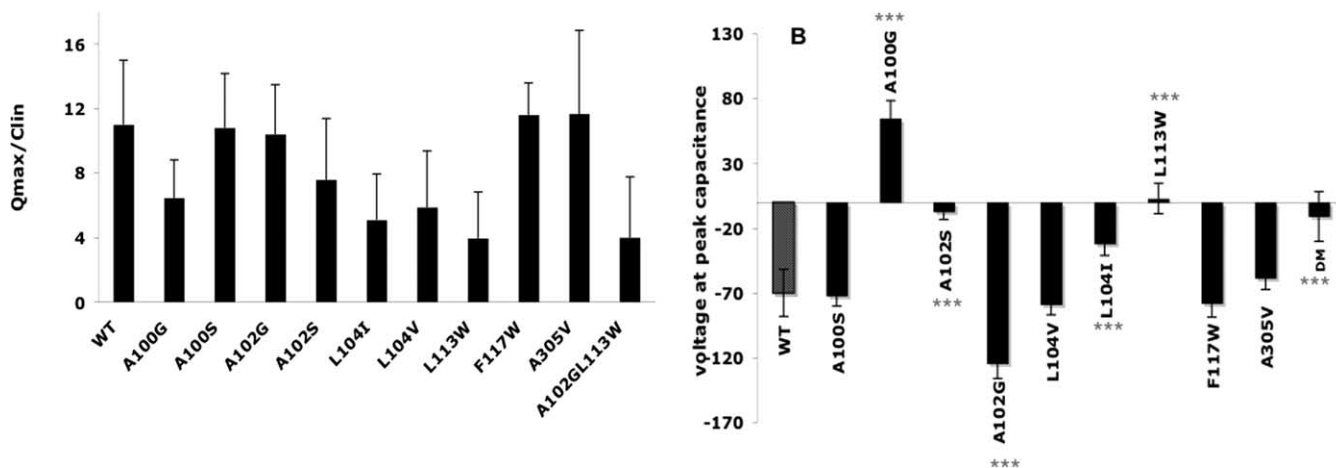 Qmax/Clin
16
12
8
4
0
WT
A100G
A100S
A102G
A102S
L104I
L104V
L113W
F117W
A305V
A102GL113W
B
voltage at peak capacitance
130
80
30
-20
-70
-120
-170
WT
A100S
***
A100G
A102S
***
A102G
***
L104V
L104I
***
***
L113W
F117W
A305V
DM
***